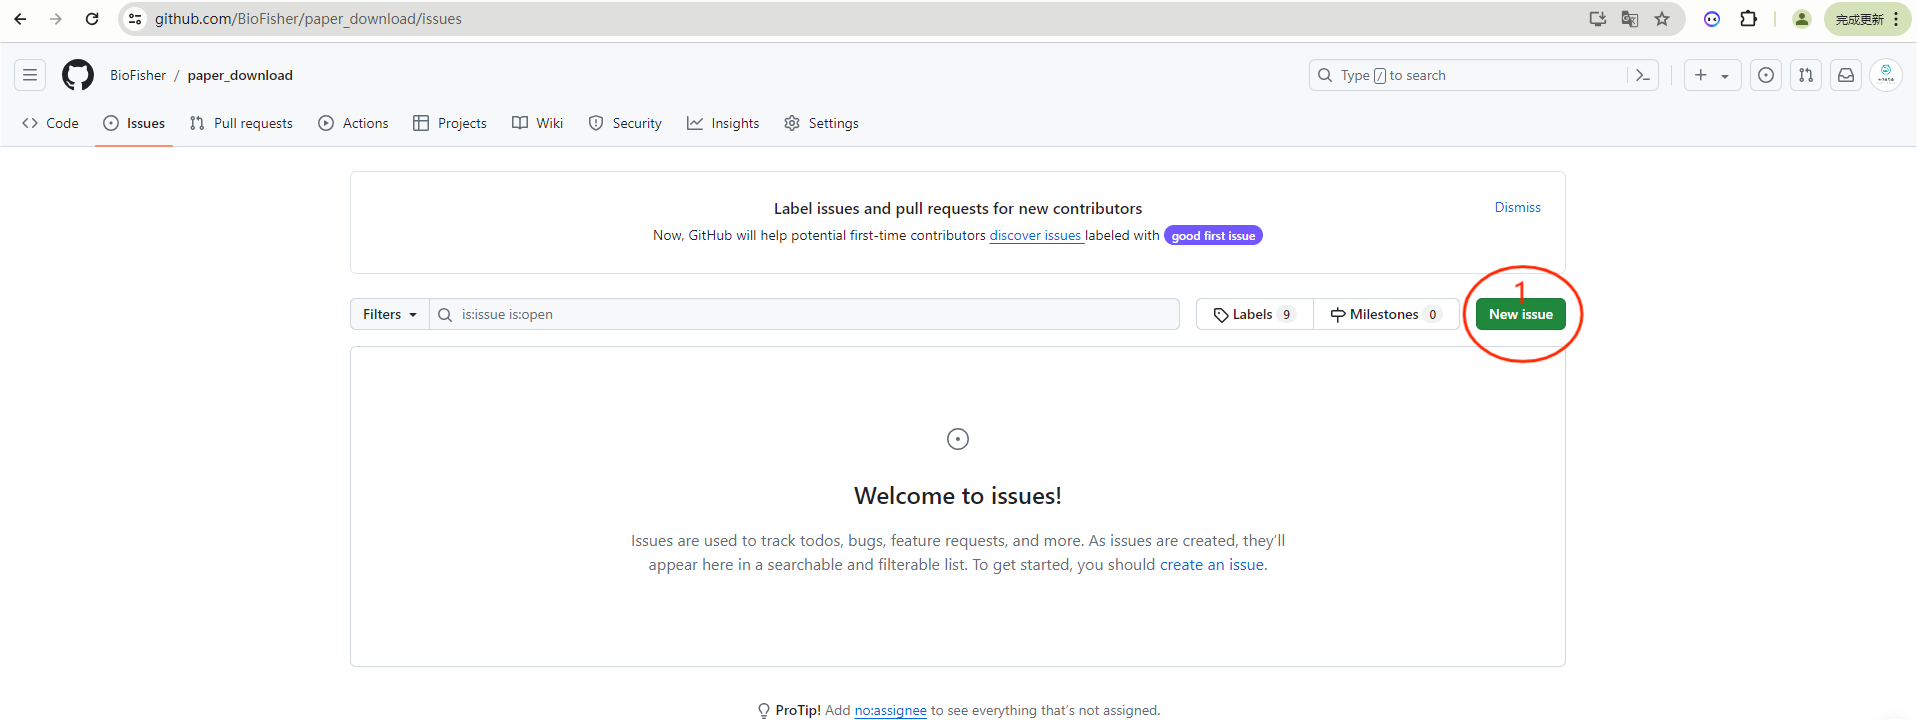 github.com/BioFisher/paper_download/issues
完成更新
BioFisher / paper_download
Type / to search
Code Issues Pull requests Actions Projects Wiki Security Insights Settings
Label issues and pull requests for new contributors
Dismiss
Now, GitHub will help potential first-time contributors discover issues labeled with good first issue
1
Filters is:issue is:open Labels 9 Milestones 0 New issue
Welcome to issues!
Issues are used to track todos, bugs, feature requests, and more. As issues are created, they’ll
appear here in a searchable and filterable list. To get started, you should create an issue.
ProTip! Add no:assignee to see everything that’s not assigned.